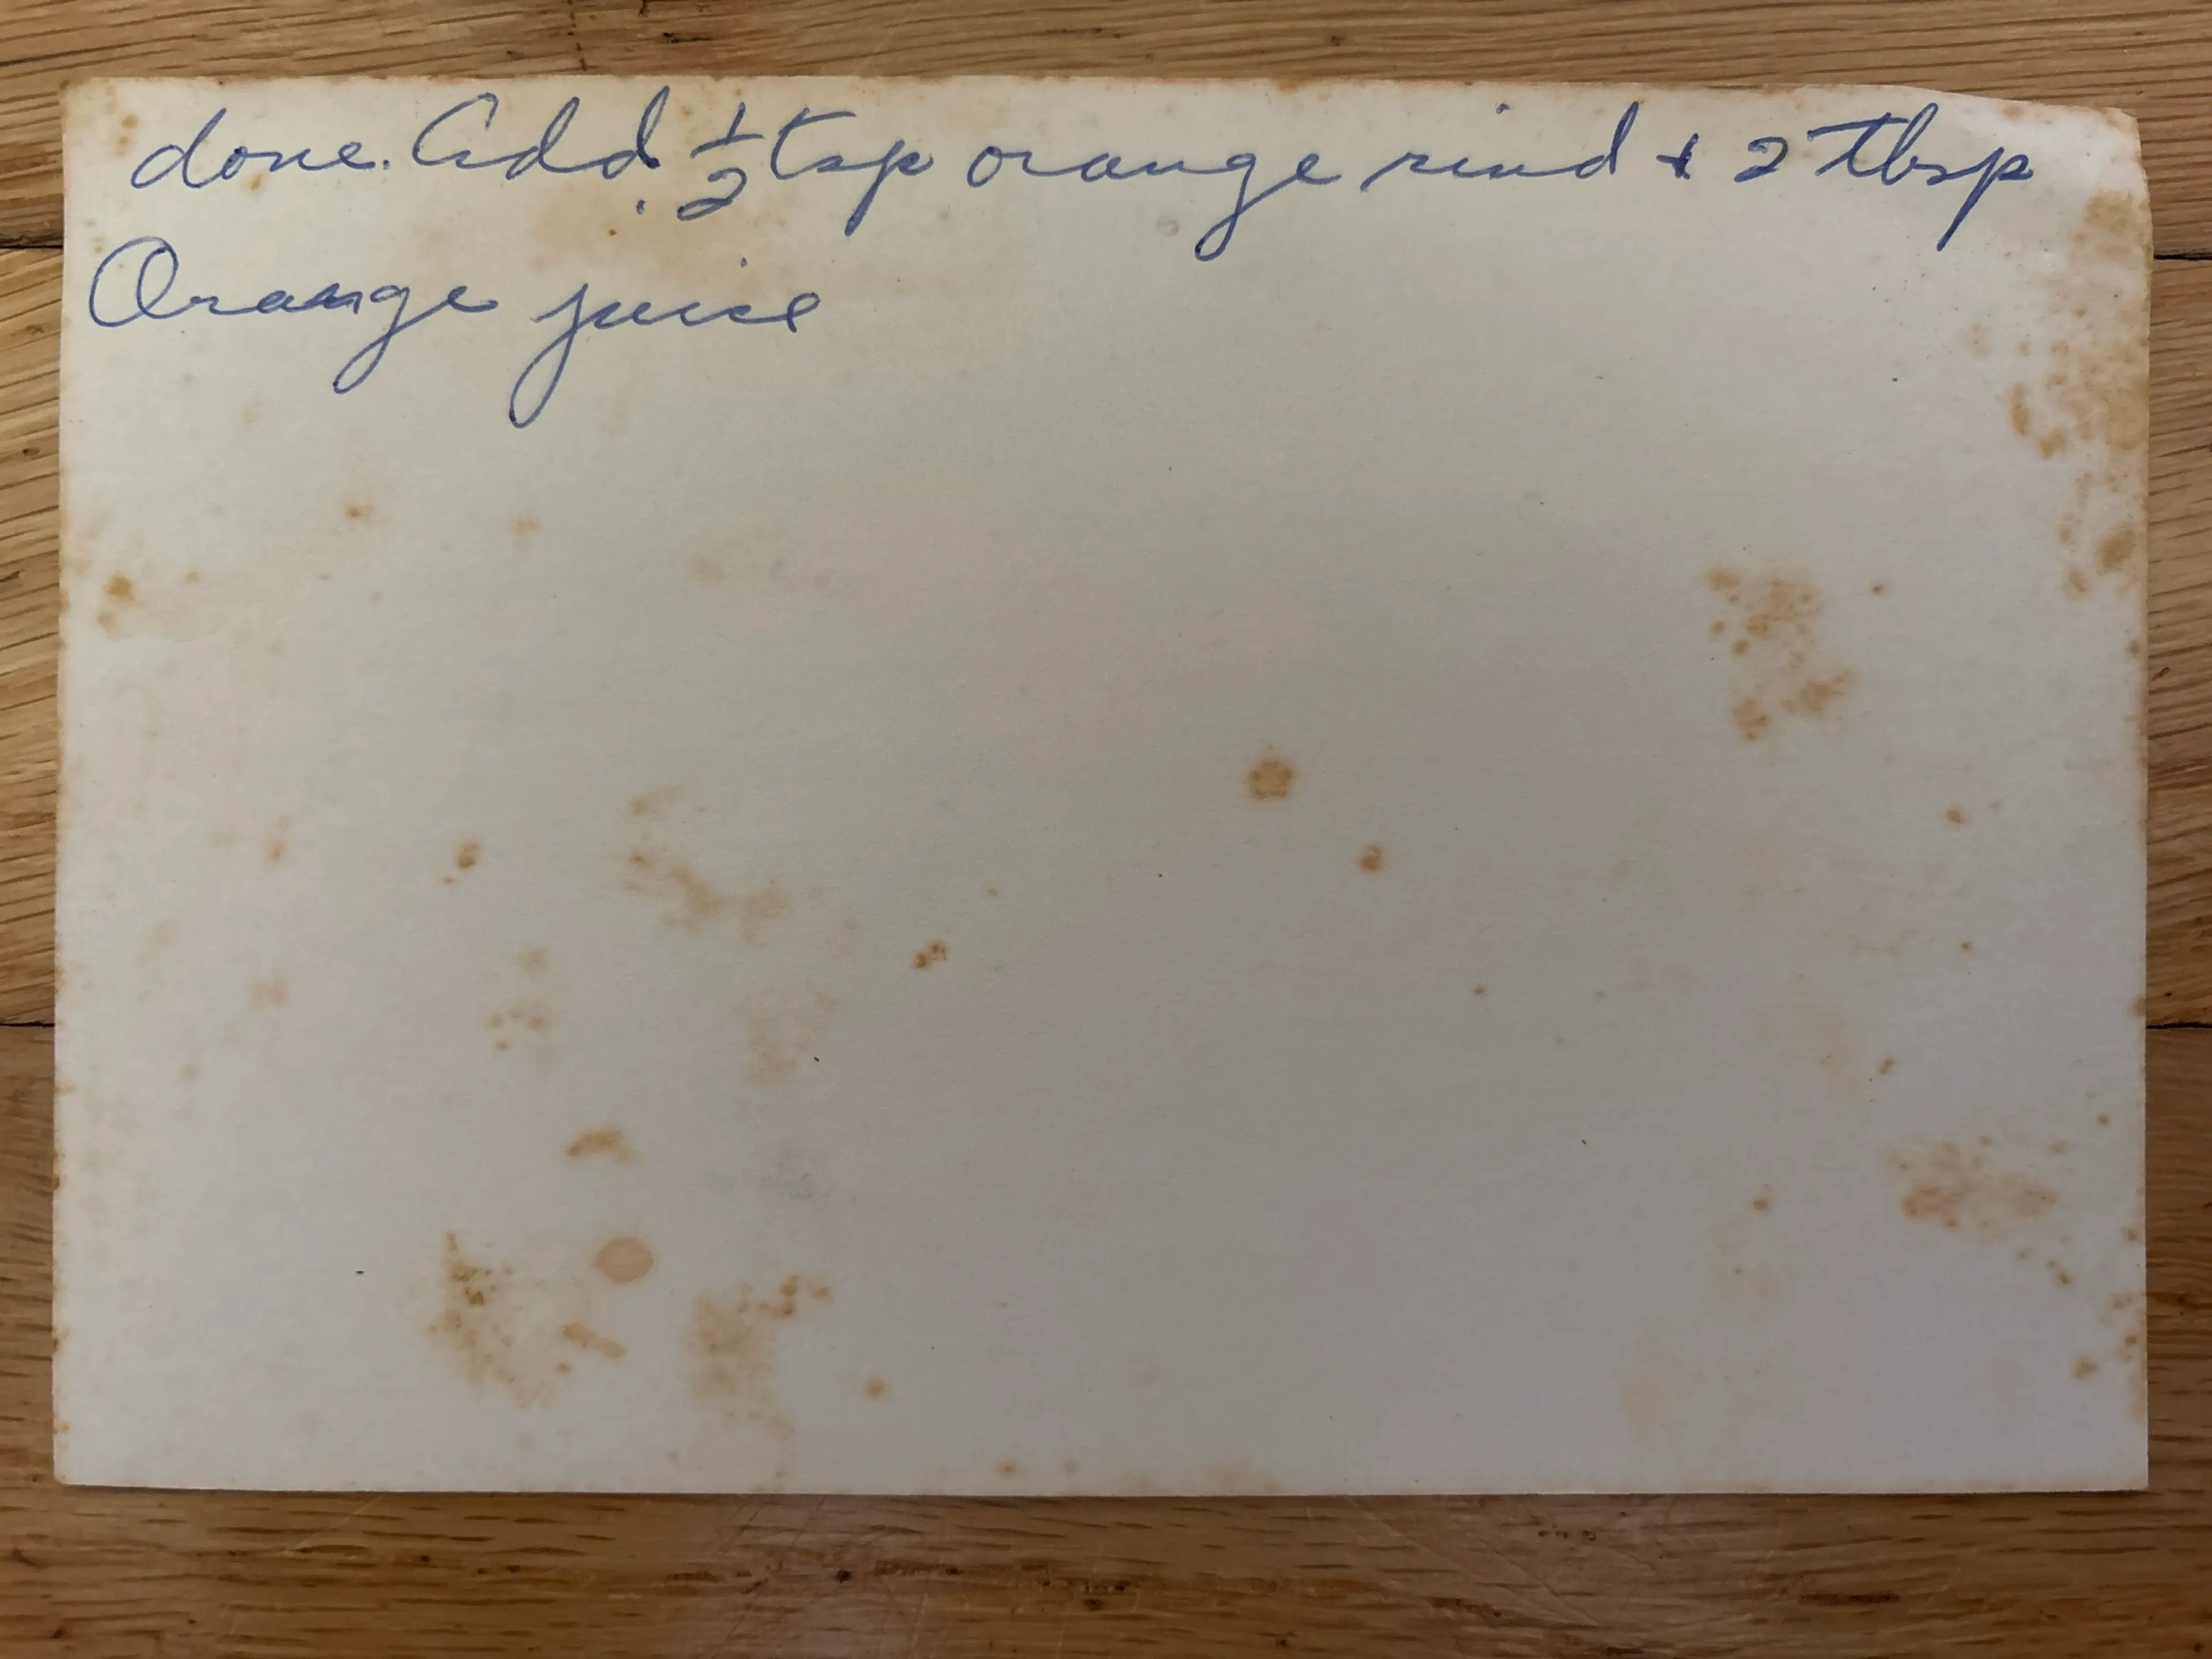 done. Add ½ tsp orange rind + 2 Tbsp
Orange juice